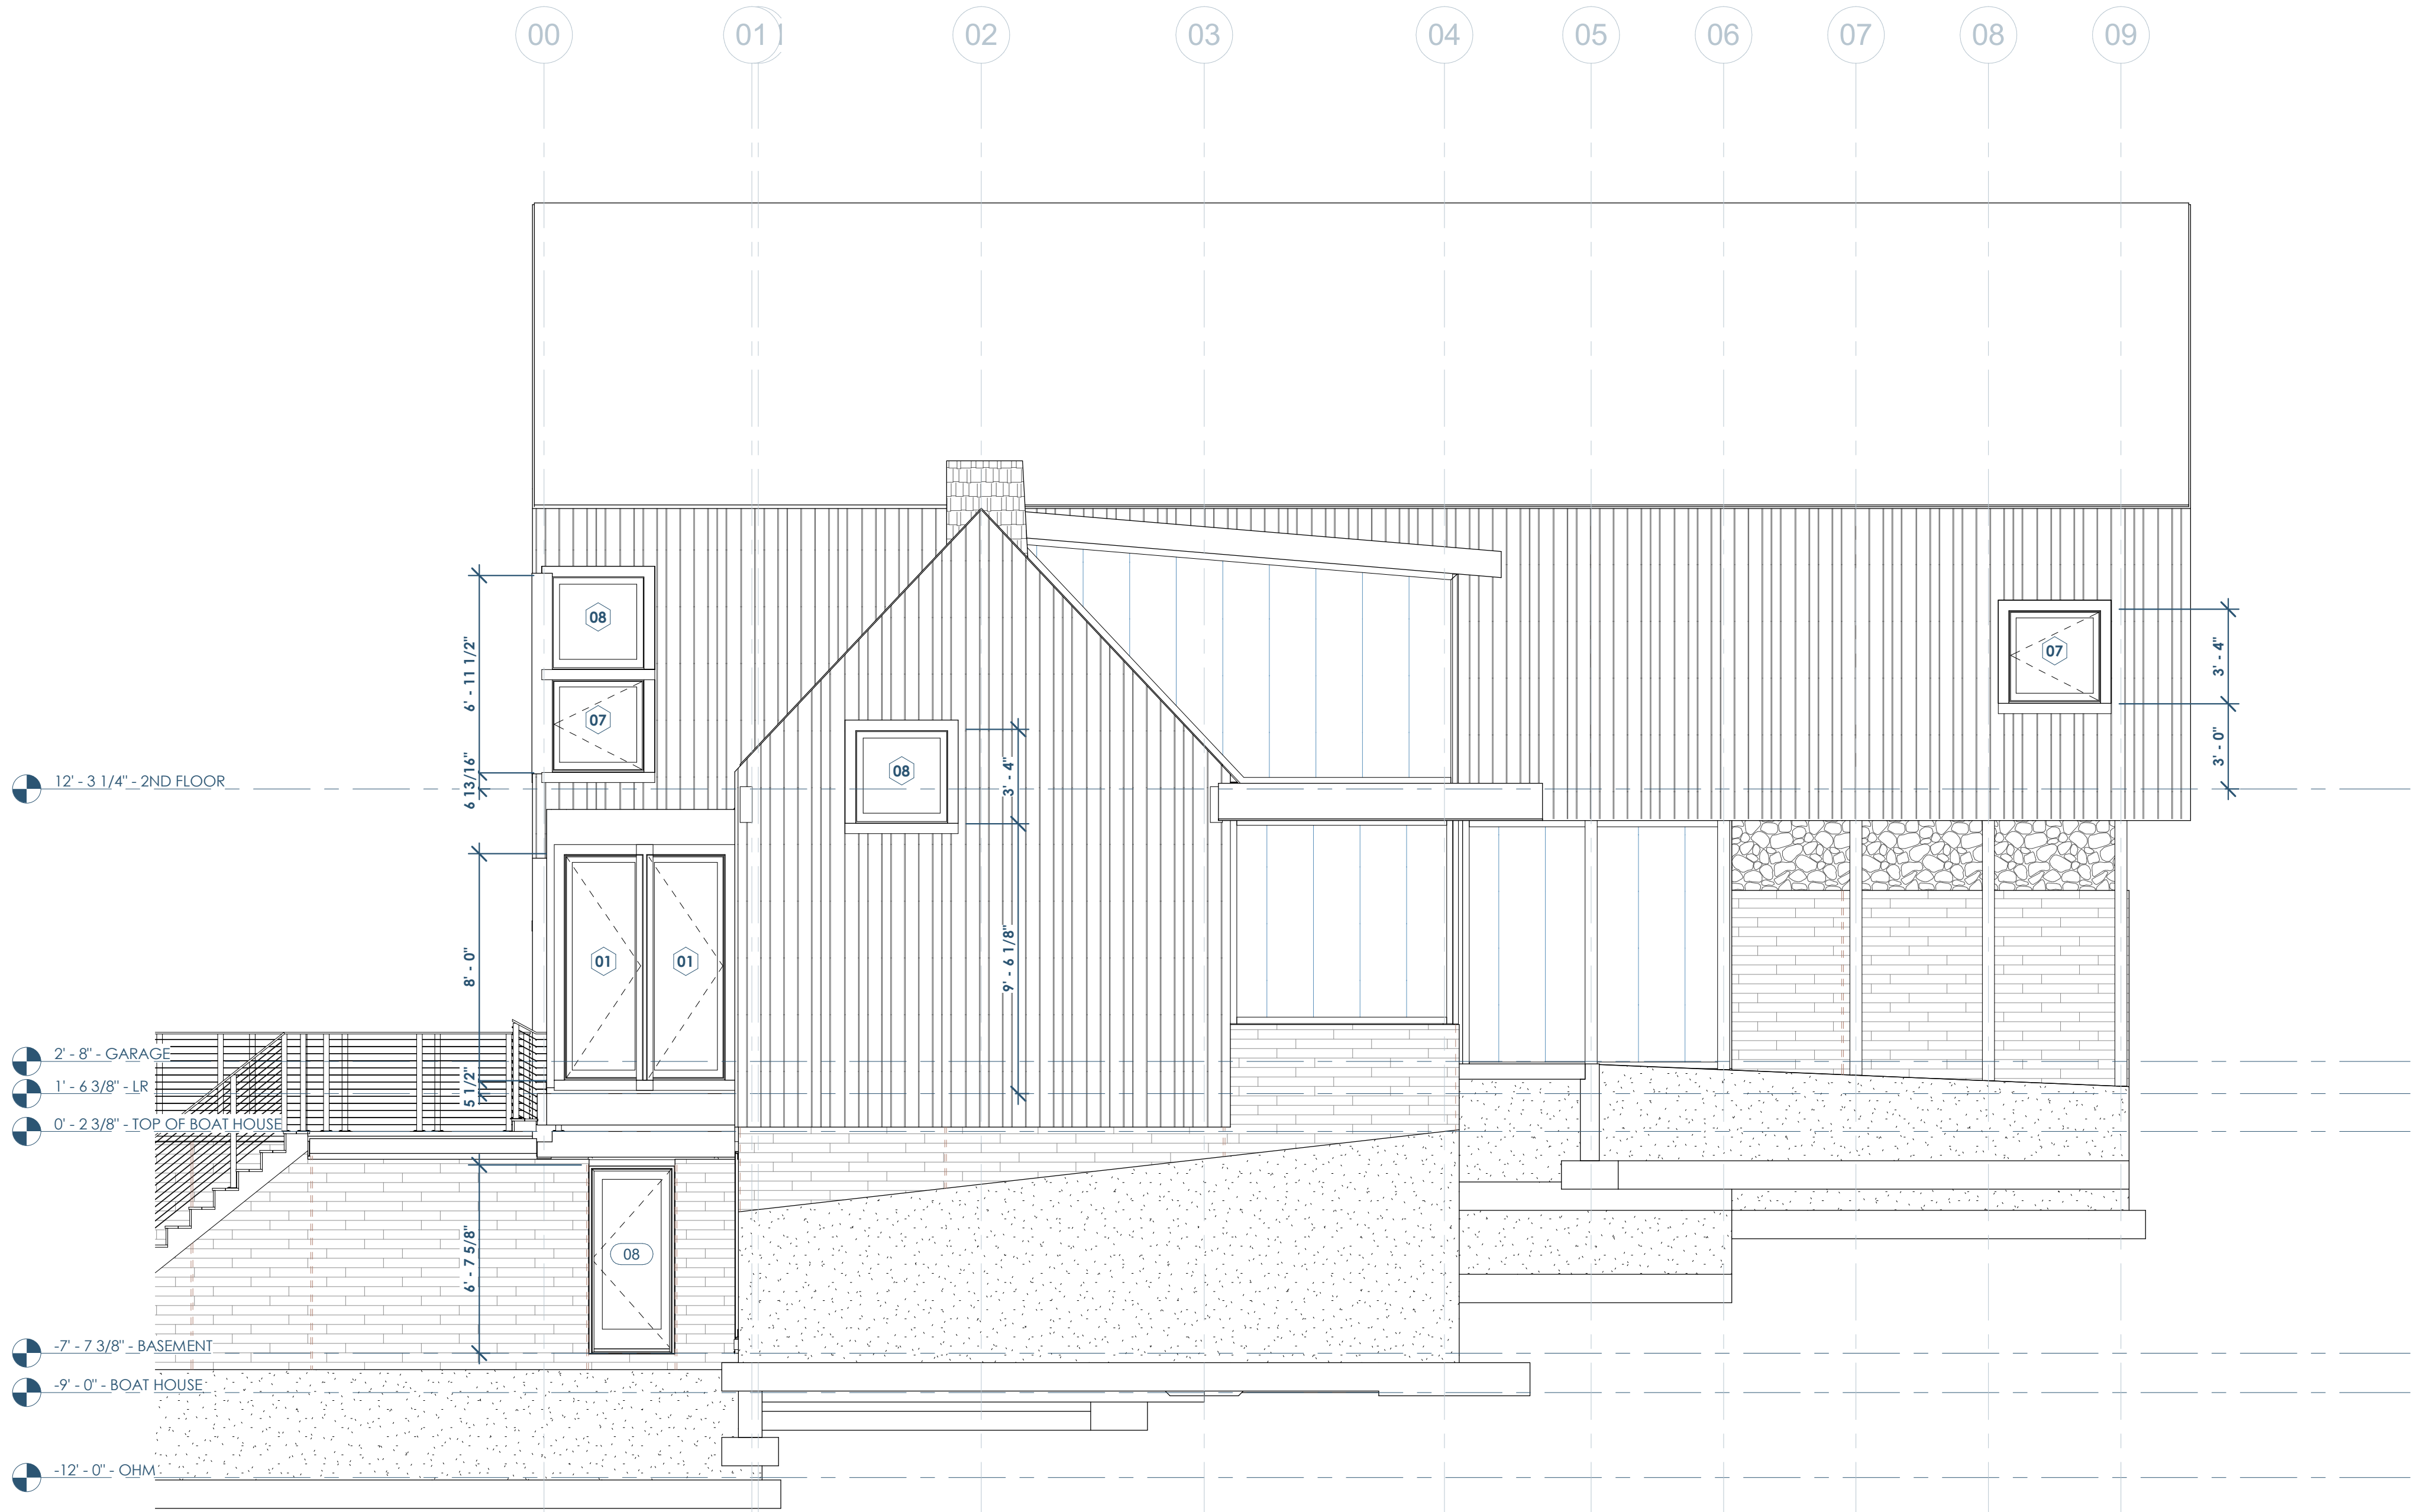 00
01
02
03
04
05
06
07
08
09
08
6' - 11 1/2"
07
3' - 4"
07
3' - 0"
6 13/16"
12' - 3 1/4" - 2ND FLOOR
08
3' - 4"
8' - 0"
01
01
9' - 6 1/8"
2' - 8" - GARAGE
1' - 6 3/8" - LR
5 1/2"
0' - 2 3/8" - TOP OF BOAT HOUSE
6' - 7 5/8"
08
-7' - 7 3/8" - BASEMENT
-9' - 0" - BOAT HOUSE
-12' - 0" - OHM